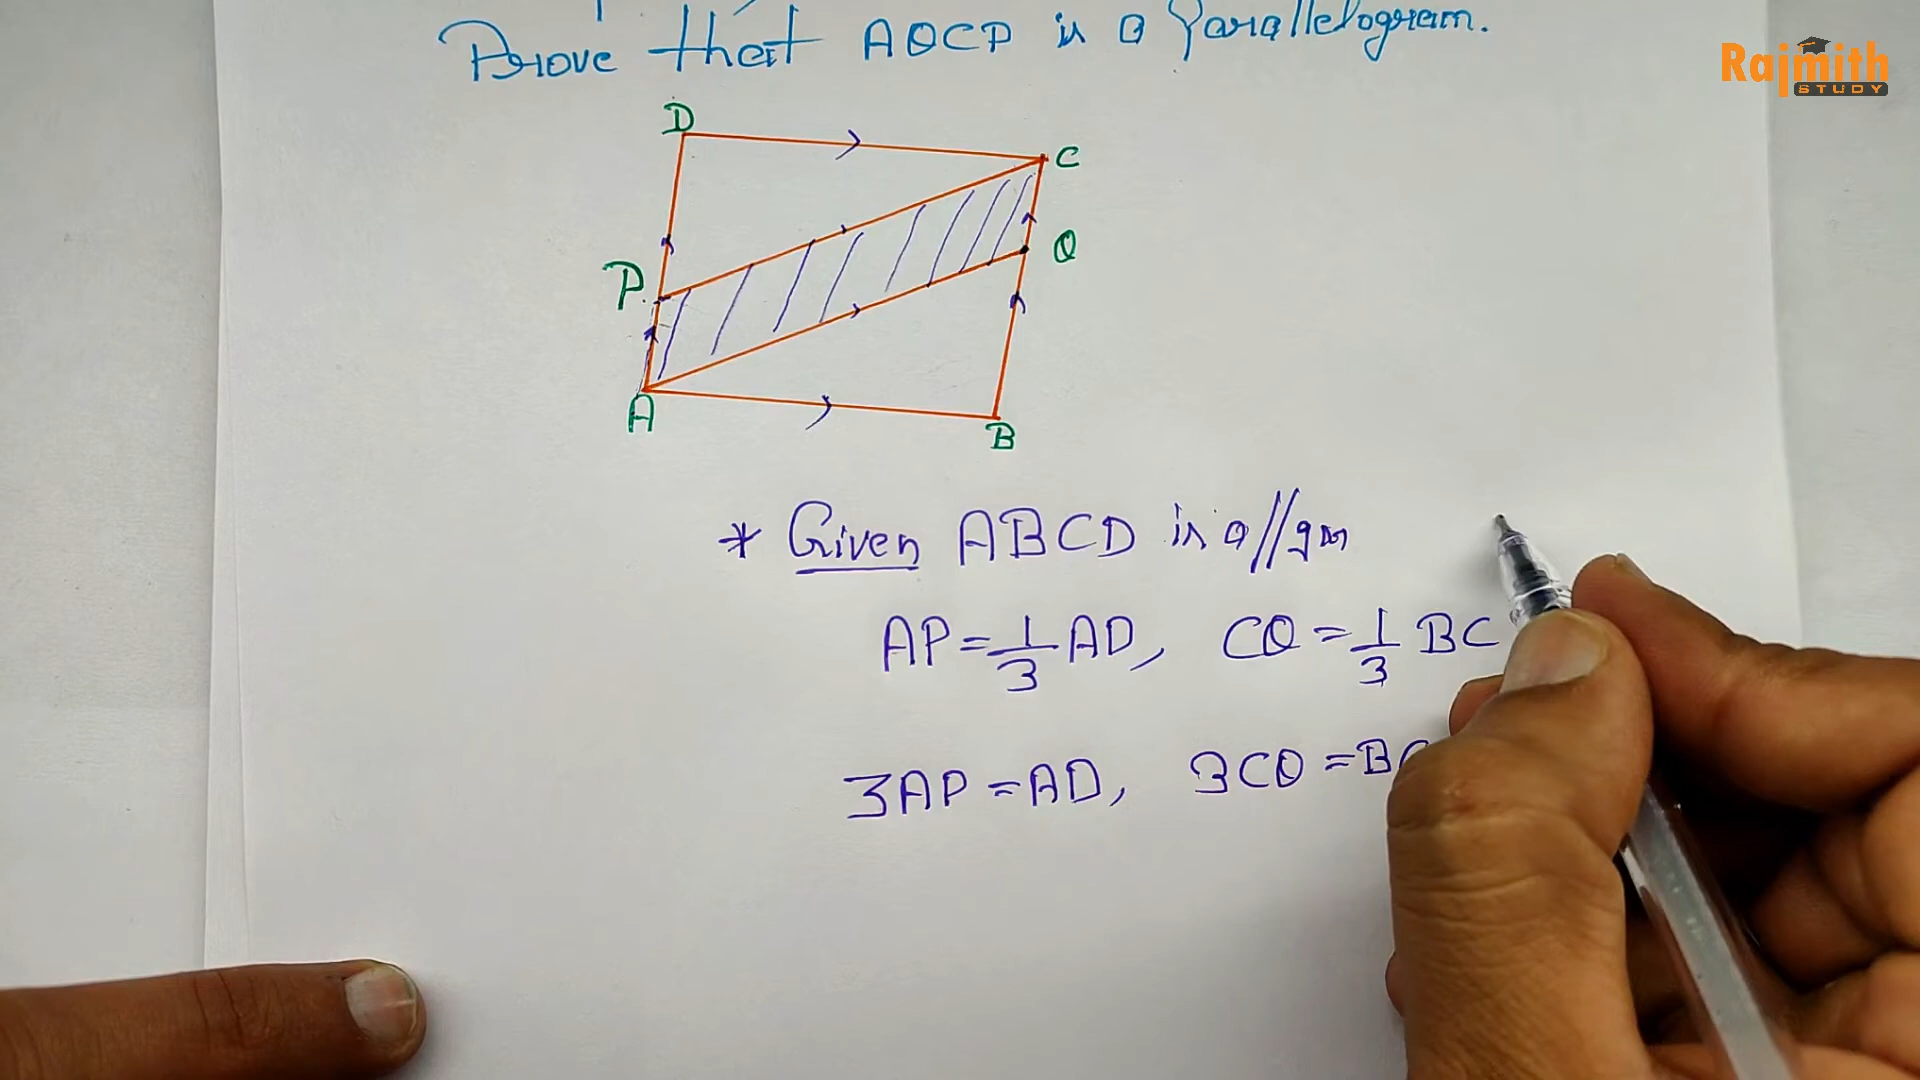 Prove that AQCP is a Parallelogram.
Rajmith
STUDY
D
C
P
Q
A
B
* Given ABCD is a //gm
AP = 1/3 AD, CQ = 1/3 BC
3AP = AD, 3CQ = BC